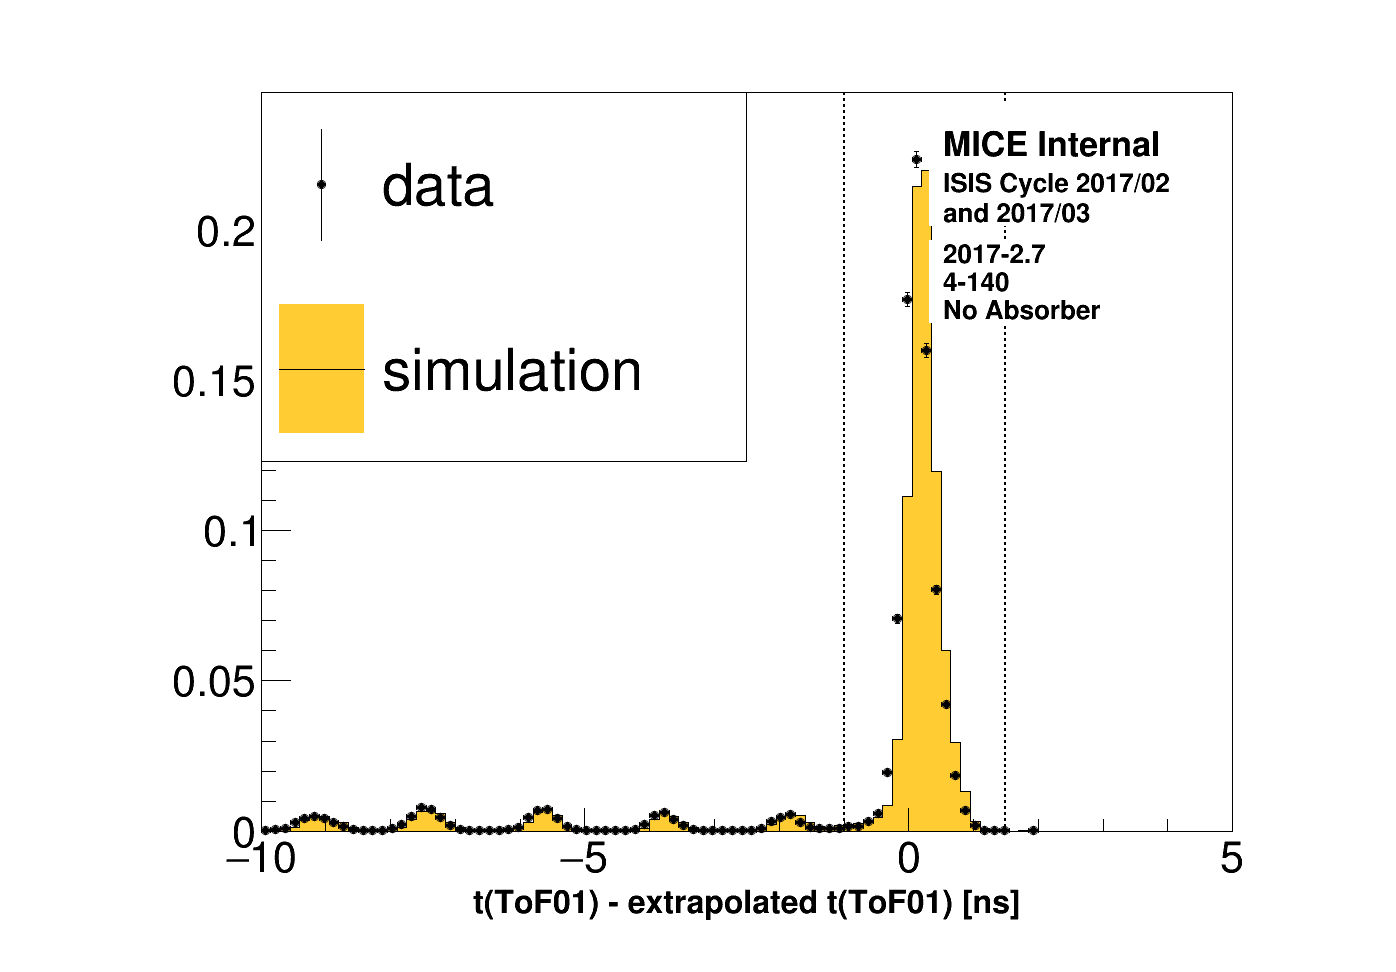 data
simulation
MICE Internal
ISIS Cycle 2017/02
and 2017/03
2017-2.7
4-140
No Absorber
0.2
0.15
0.1
0.05
0
−10
−5
0
5
t(ToF01) - extrapolated t(ToF01) [ns]